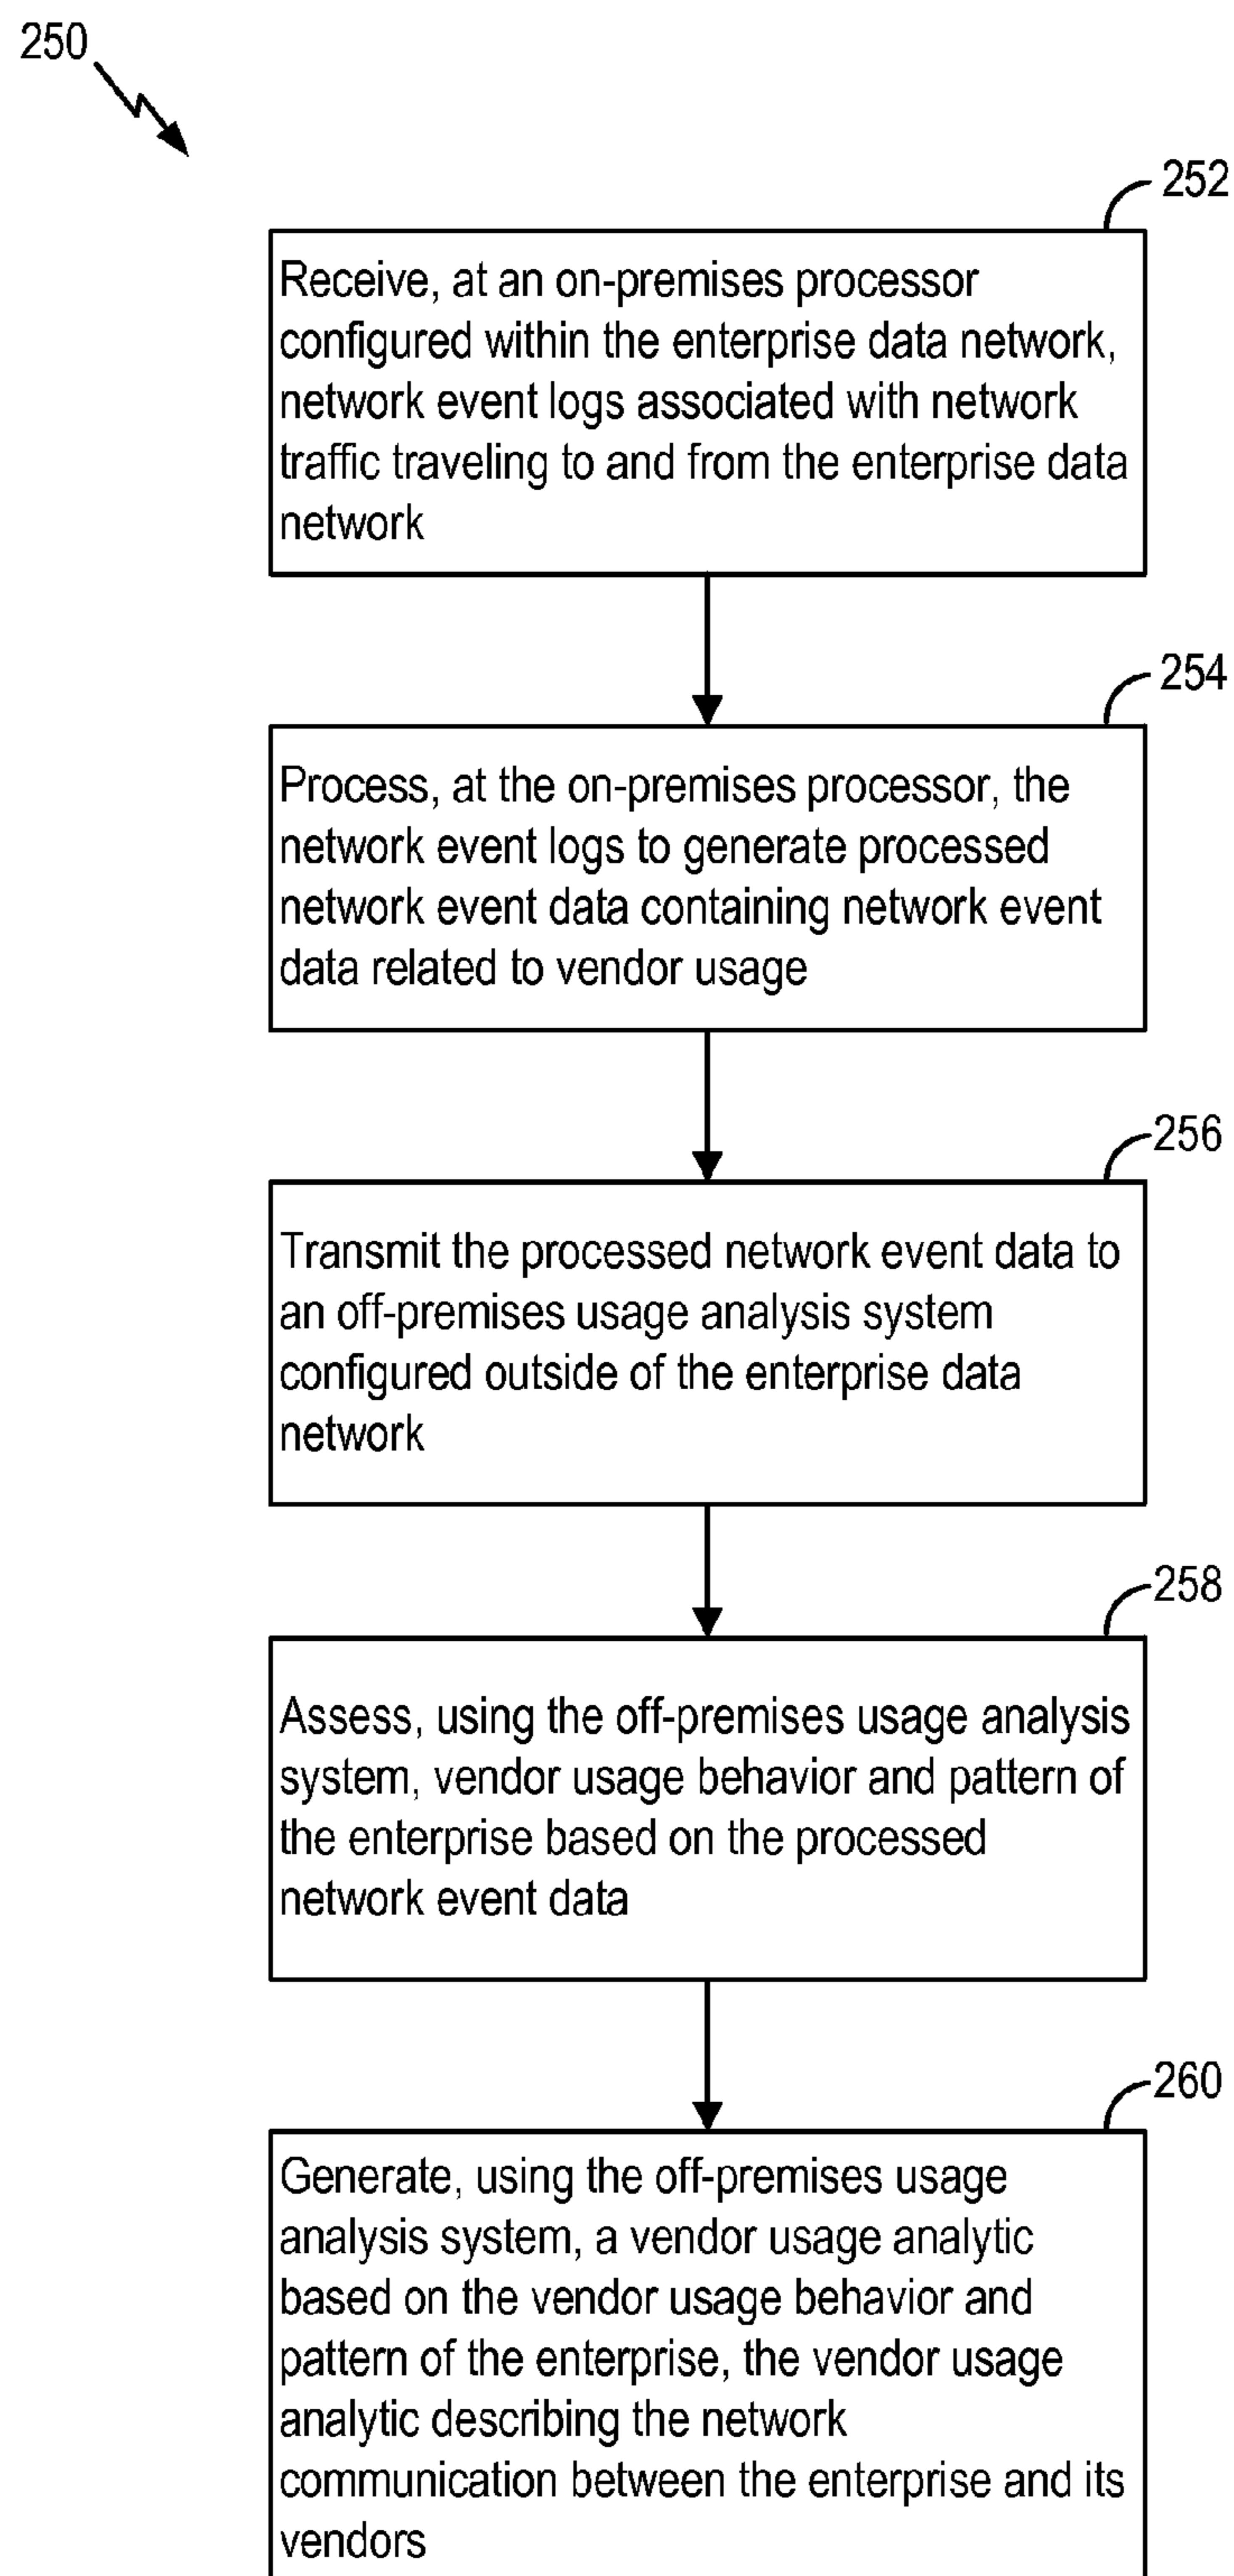 250
252
Receive, at an on-premises processor
configured within the enterprise data network,
network event logs associated with network
traffic traveling to and from the enterprise data
network
254
Process, at the on-premises processor, the
network event logs to generate processed
network event data containing network event
data related to vendor usage
256
Transmit the processed network event data to
an off-premises usage analysis system
configured outside of the enterprise data
network
258
Assess, using the off-premises usage analysis
system, vendor usage behavior and pattern of
the enterprise based on the processed
network event data
260
Generate, using the off-premises usage
analysis system, a vendor usage analytic
based on the vendor usage behavior and
pattern of the enterprise, the vendor usage
analytic describing the network
communication between the enterprise and its
vendors